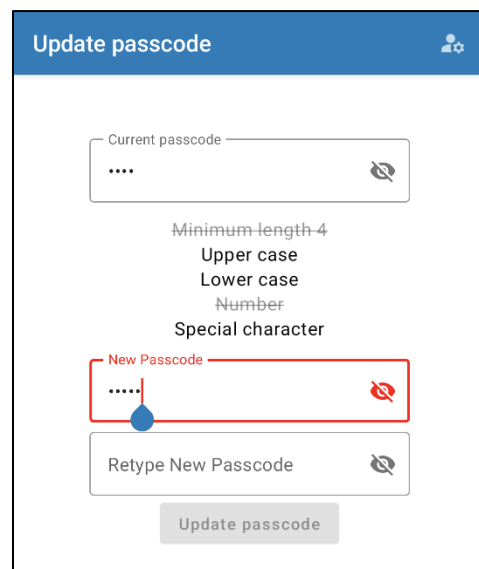 Update passcode
Current passcode
••••
Minimum length 4
Upper case
Lower case
Number
Special character
New Passcode
•••••
Retype New Passcode
Update passcode